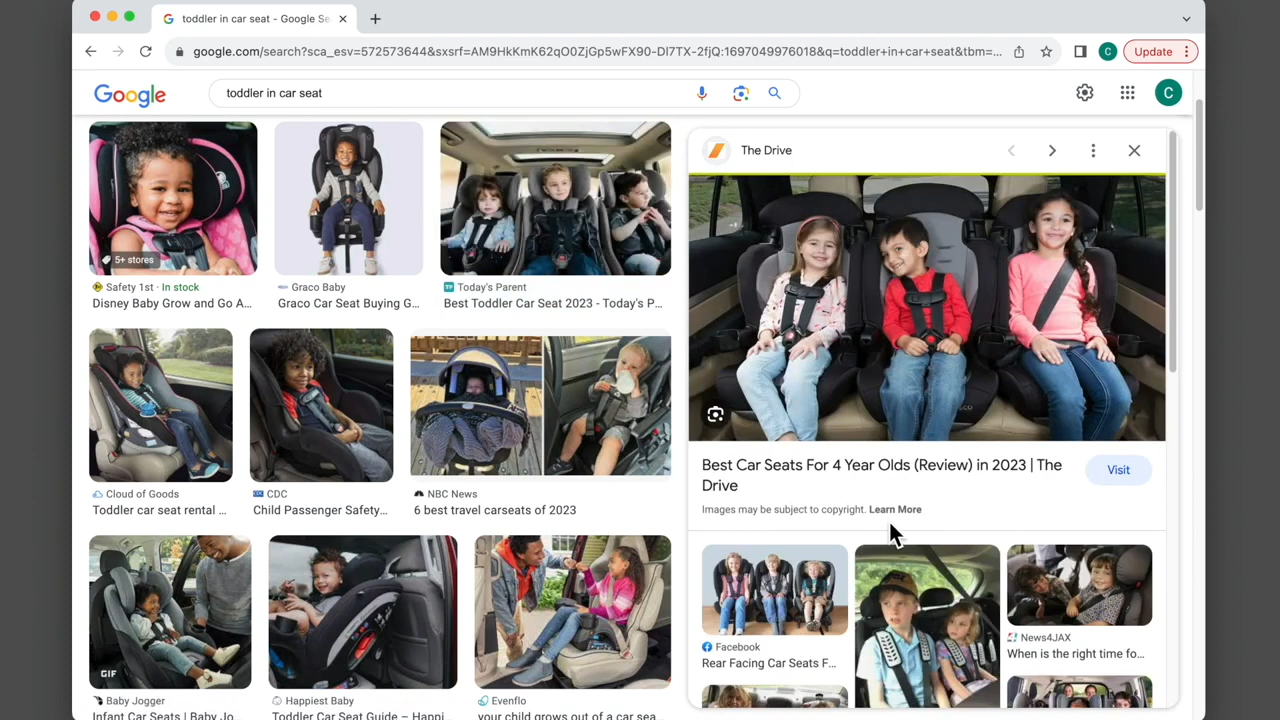 toddler in car seat - Google Se
google.com/search?sca_esv=572573644&sxsrf=AM9HkKmK62qO0ZjGp5wFX90-Dl7TX-2fjQ:1697049976018&q=toddler+in+car+seat&tbm=...
C
Update
Google
toddler in car seat
C
5+ stores
Safety 1st · In stock
Disney Baby Grow and Go A...
Graco Baby
Graco Car Seat Buying G...
TP
Today's Parent
Best Toddler Car Seat 2023 - Today's P...
Cloud of Goods
Toddler car seat rental ...
CDC
CDC
Child Passenger Safety...
NBC News
6 best travel carseats of 2023
GIF
Baby Jogger
Infant Car Seats | Baby Jo...
Happiest Baby
Toddler Car Seat Guide – Happi...
Evenflo
your child grows out of a car sea...
The Drive
Best Car Seats For 4 Year Olds (Review) in 2023 | The
Drive
Visit
Images may be subject to copyright. Learn More
Facebook
Rear Facing Car Seats F...
News4JAX
When is the right time fo...